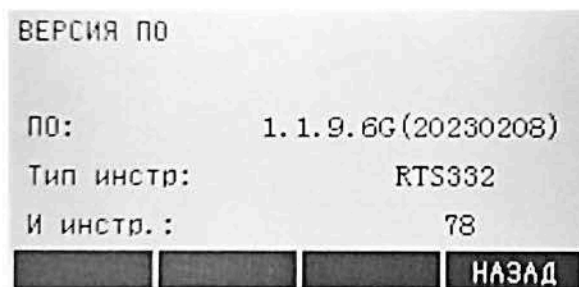 ВЕРСИЯ ПО
ПО: 1.1.9.6G(20230208)
Тип инстр: RTS332
И инстр.: 78
НАЗАД